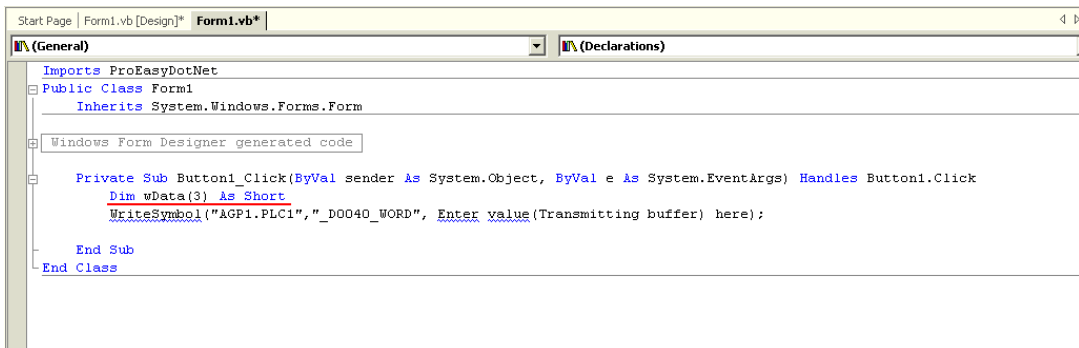 Start Page | Form1.vb [Design]* | Form1.vb*
(General) (Declarations)
Imports ProEasyDotNet
Public Class Form1
Inherits System.Windows.Forms.Form
Windows Form Designer generated code
Private Sub Button1_Click(ByVal sender As System.Object, ByVal e As System.EventArgs) Handles Button1.Click
Dim wData(3) As Short
WriteSymbol("AGP1.PLC1","_D0040_WORD", Enter value(Transmitting buffer) here);
End Sub
End Class